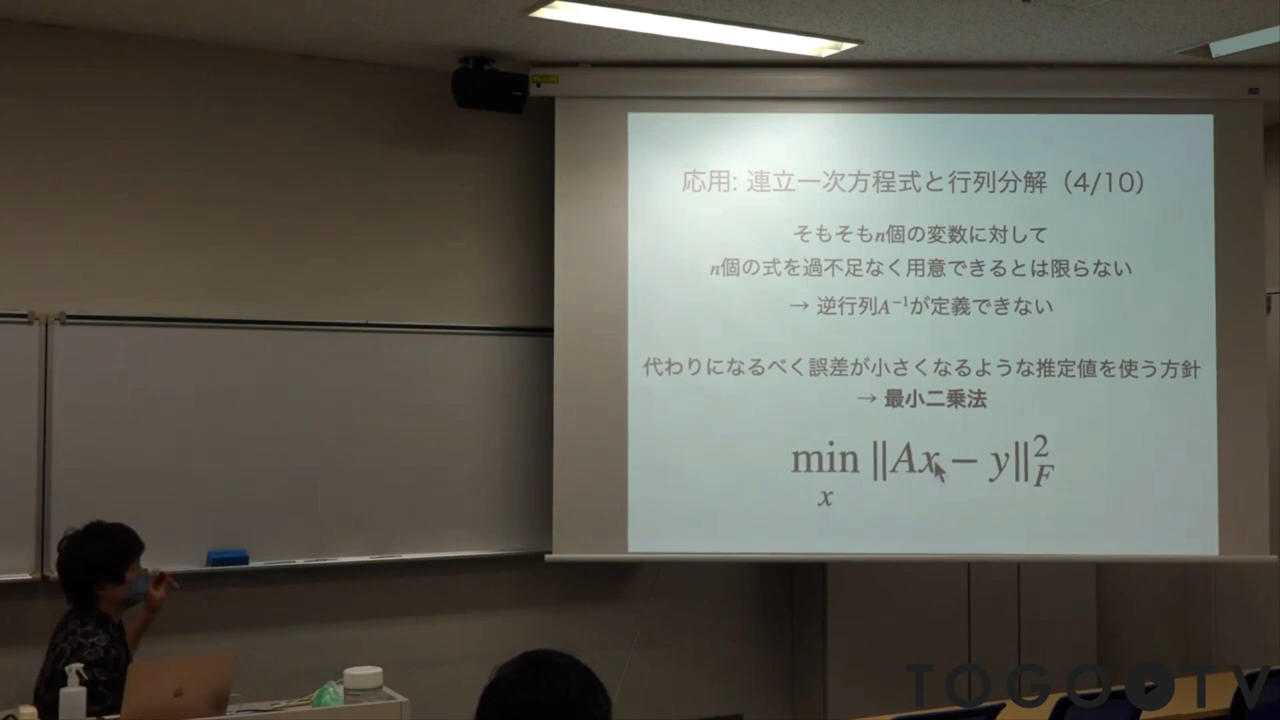 応用: 連立一次方程式と行列分解（4/10）
そもそもn個の変数に対して
n個の式を過不足なく用意できるとは限らない
→ 逆行列A⁻¹が定義できない
代わりになるべく誤差が小さくなるような推定値を使う方針
→ 最小二乗法
min_x ||Ax − y||²_F
TOGO TV